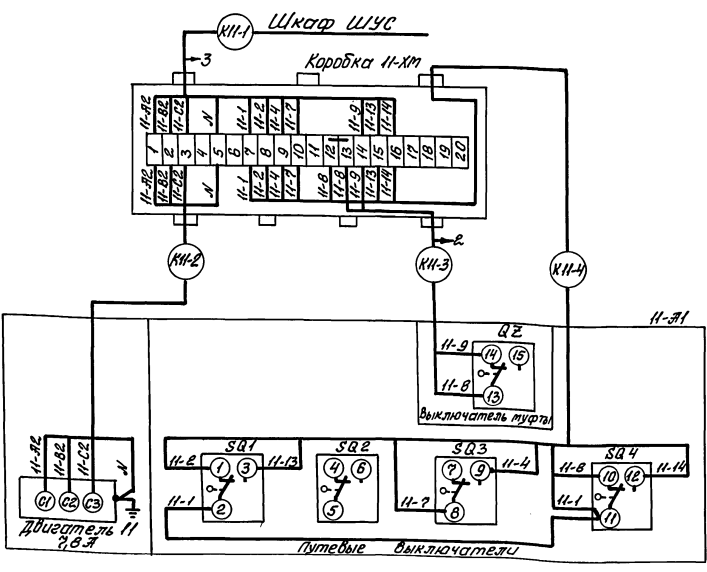 К11-1
Шкаф ШУС
3
Коробка 11-ХТ
11-А2 11-В2 11-С2 N 11-1 11-2 11-4 11-7 11-9 11-13 11-14
1 2 3 4 5 6 7 8 9 10 11 12 13 14 15 16 17 18 19 20
11-А2 11-В2 11-С2 N 11-1 11-2 11-4 11-7 11-8 11-8 11-9 11-13 11-14
2
К11-2 К11-3 К11-4
11-А1
QZ
11-9 14 15
11-8 13
Выключатель муфты
11-А2 11-В2 11-С2 N
С1 С2 С3
Двигатель 11
7,8 А
SQ1 SQ2 SQ3 SQ4
11-2 1 3 11-13 4 6 7 9 11-4 11-8 10 12 11-14
11-1 2 5 11-7 8 11-1 11
Путевые выключатели